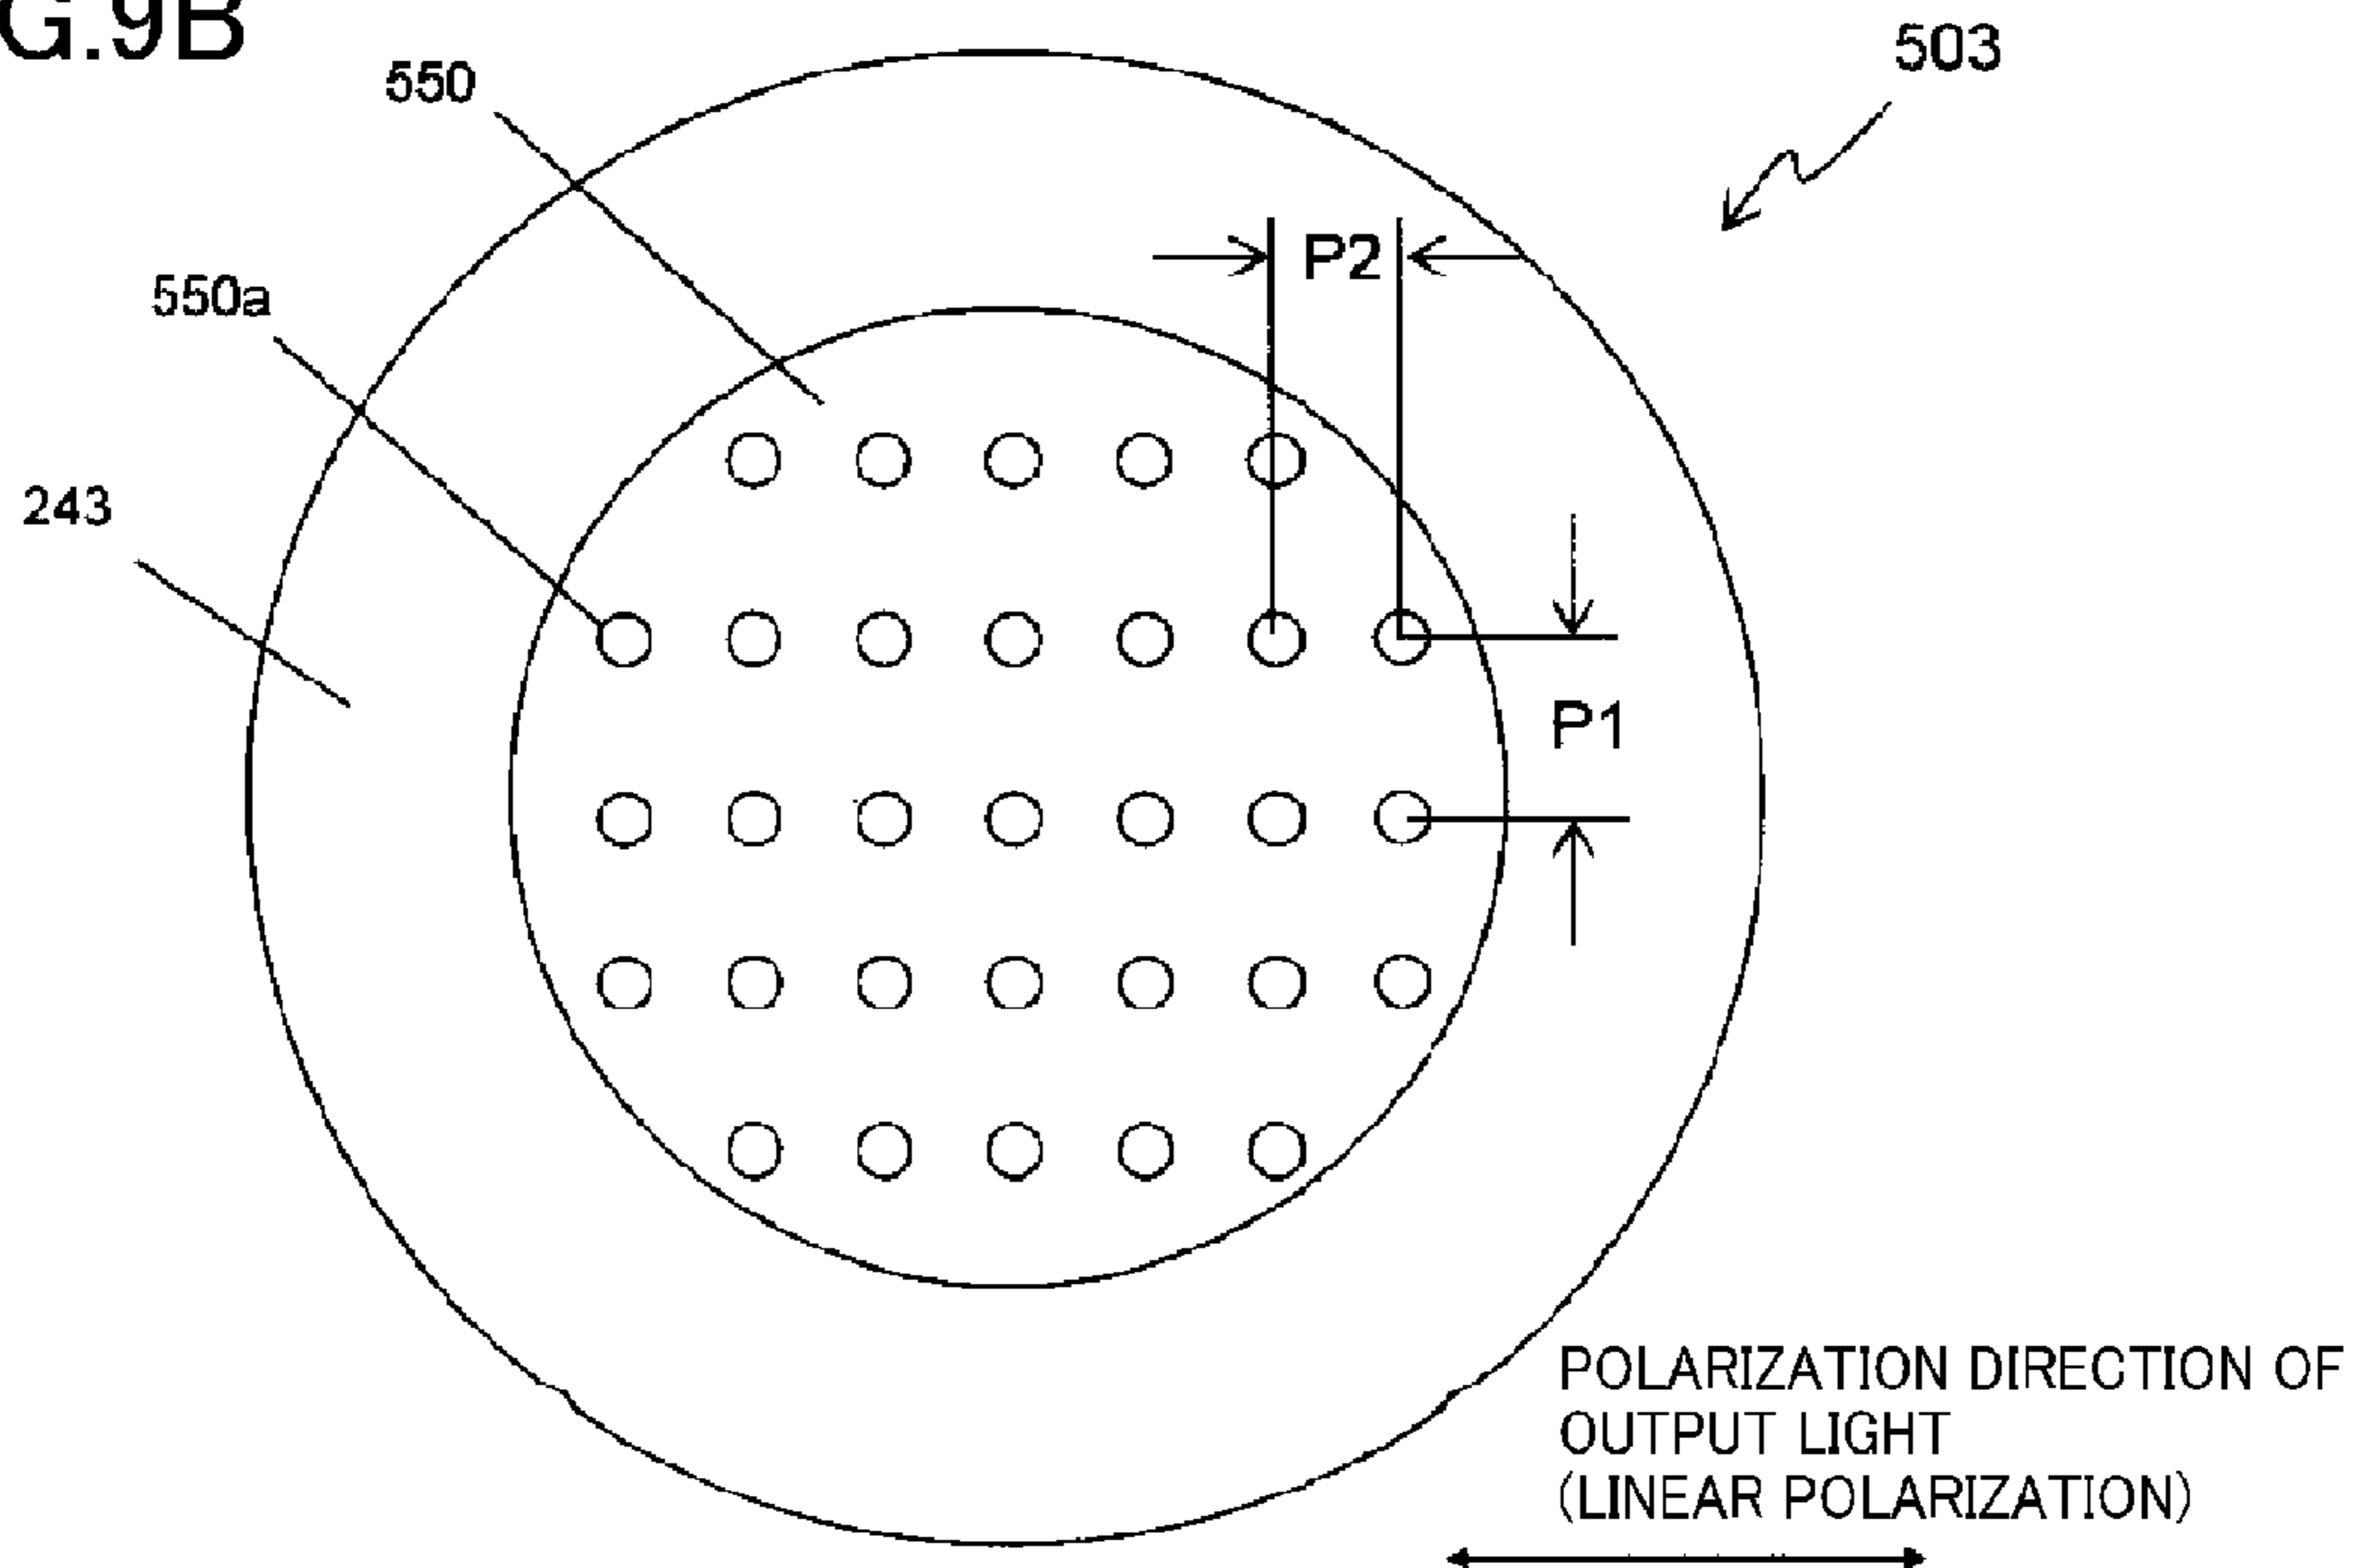 G.9B
503
550
P2
550a
243
P1
POLARIZATION DIRECTION OF
OUTPUT LIGHT
(LINEAR POLARIZATION)